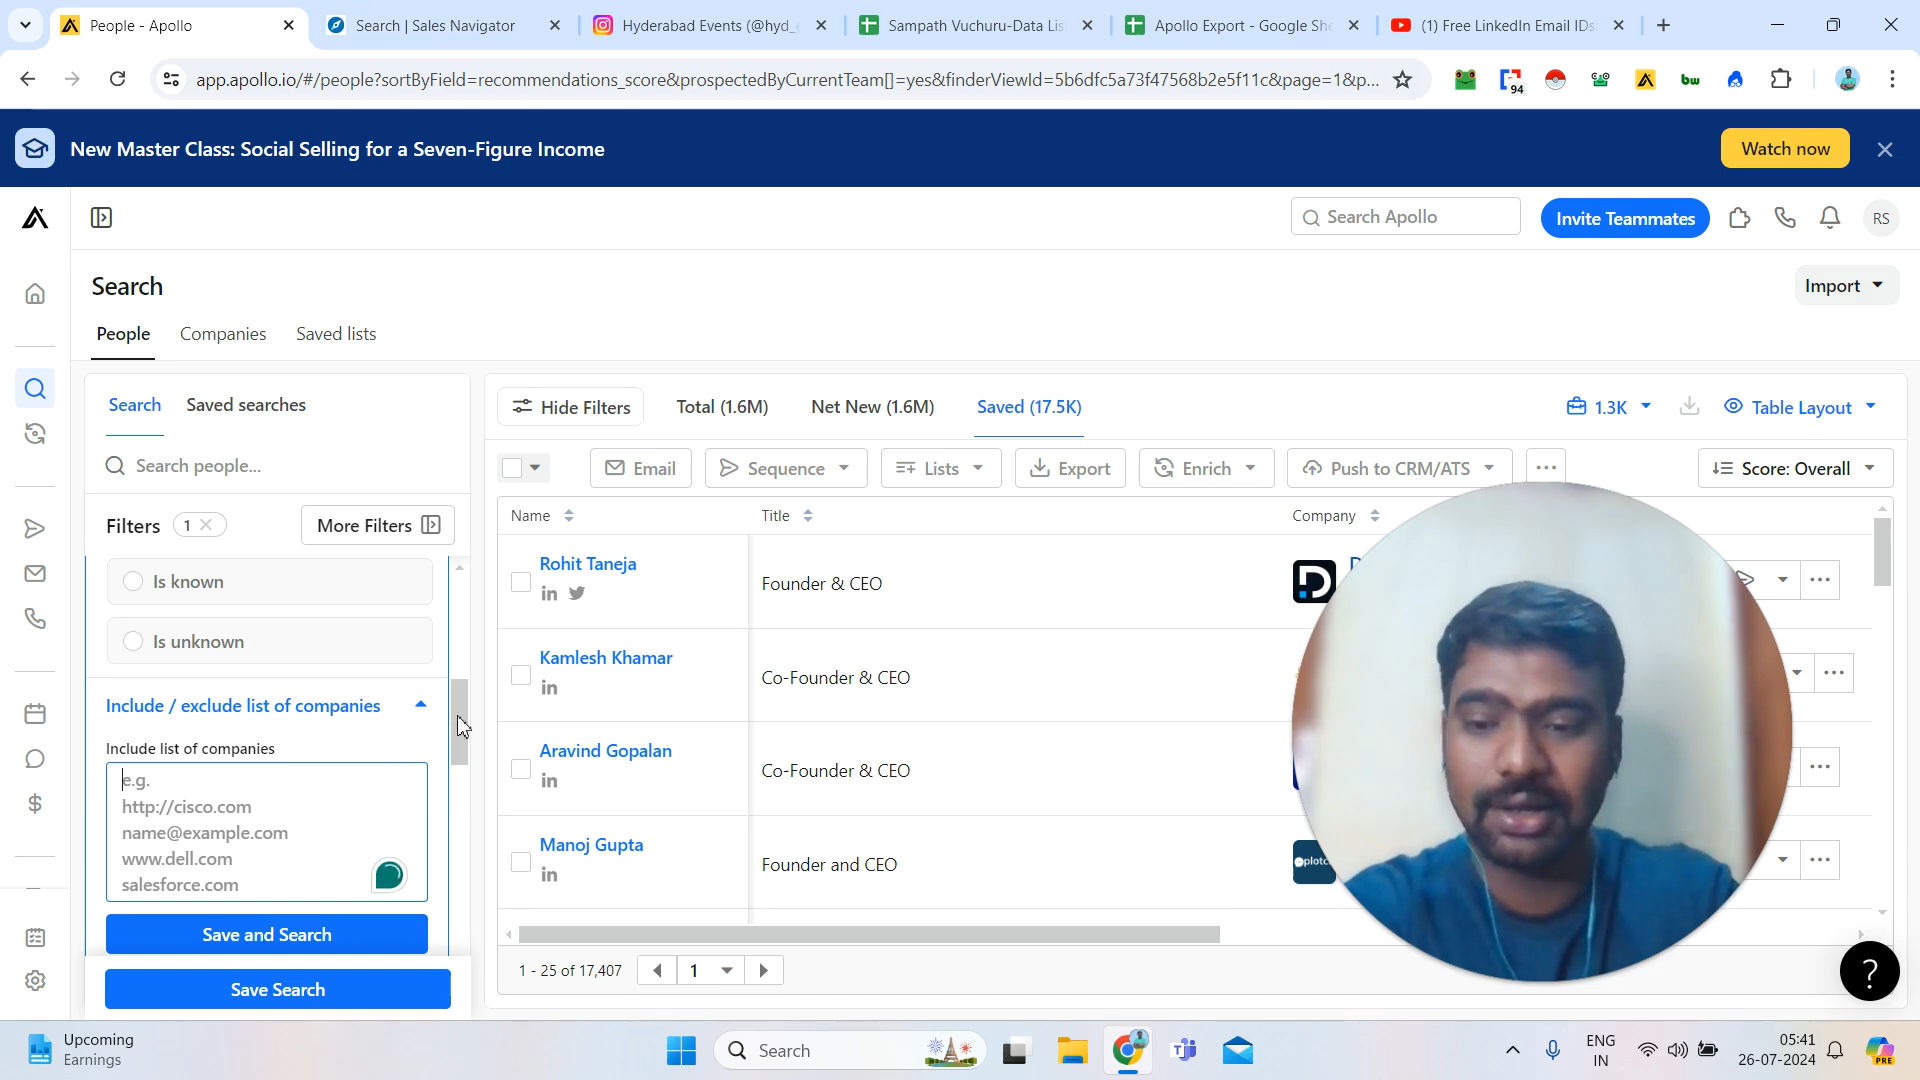 People - Apollo
Search | Sales Navigator
Hyderabad Events (@hyd_
Sampath Vuchuru-Data Lis
Apollo Export - Google She
(1) Free LinkedIn Email IDs
app.apollo.io/#/people?sortByField=recommendations_score&prospectedByCurrentTeam[]=yes&finderViewId=5b6dfc5a73f47568b2e5f11c&page=1&p...
94
bw
New Master Class: Social Selling for a Seven-Figure Income
Watch now
Search Apollo
Invite Teammates
RS
Search
Import
People
Companies
Saved lists
Search
Saved searches
Hide Filters
Total (1.6M)
Net New (1.6M)
Saved (17.5K)
1.3K
Table Layout
Search people...
Email
Sequence
Lists
Export
Enrich
Push to CRM/ATS
Score: Overall
Filters
1
More Filters
Name
Title
Company
Is known
Is unknown
Rohit Taneja
Founder & CEO
Kamlesh Khamar
Co-Founder & CEO
Include / exclude list of companies
Include list of companies
e.g.
http://cisco.com
name@example.com
www.dell.com
salesforce.com
Aravind Gopalan
Co-Founder & CEO
Manoj Gupta
Founder and CEO
Save and Search
1 - 25 of 17,407
1
Save Search
?
Upcoming
Earnings
Search
ENG
IN
05:41
26-07-2024
PRE